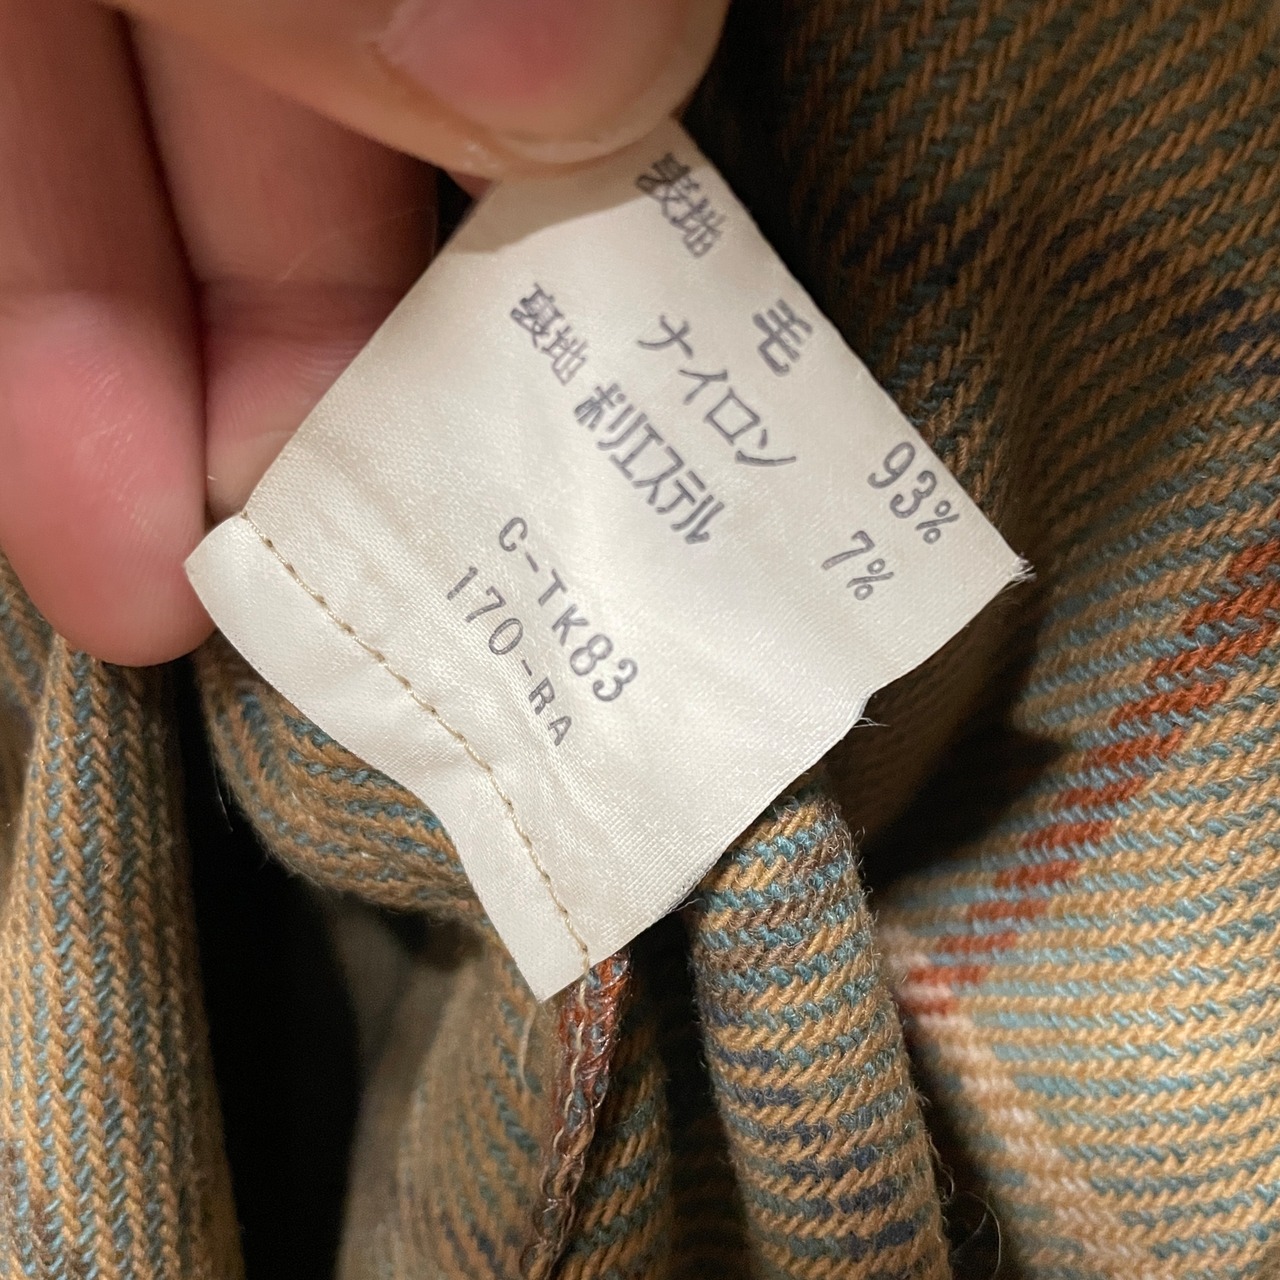 表地
毛 93%
ナイロン 7%
裏地 ポリエステル
C-TK83
170-RA